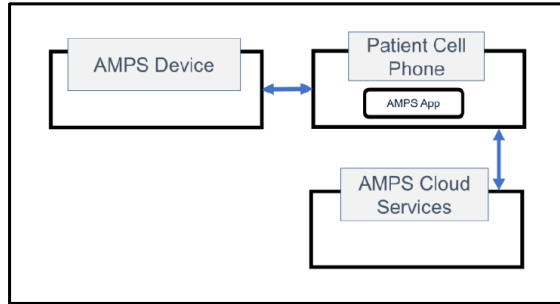 AMPS Device
Patient Cell
Phone
AMPS App
AMPS Cloud
Services